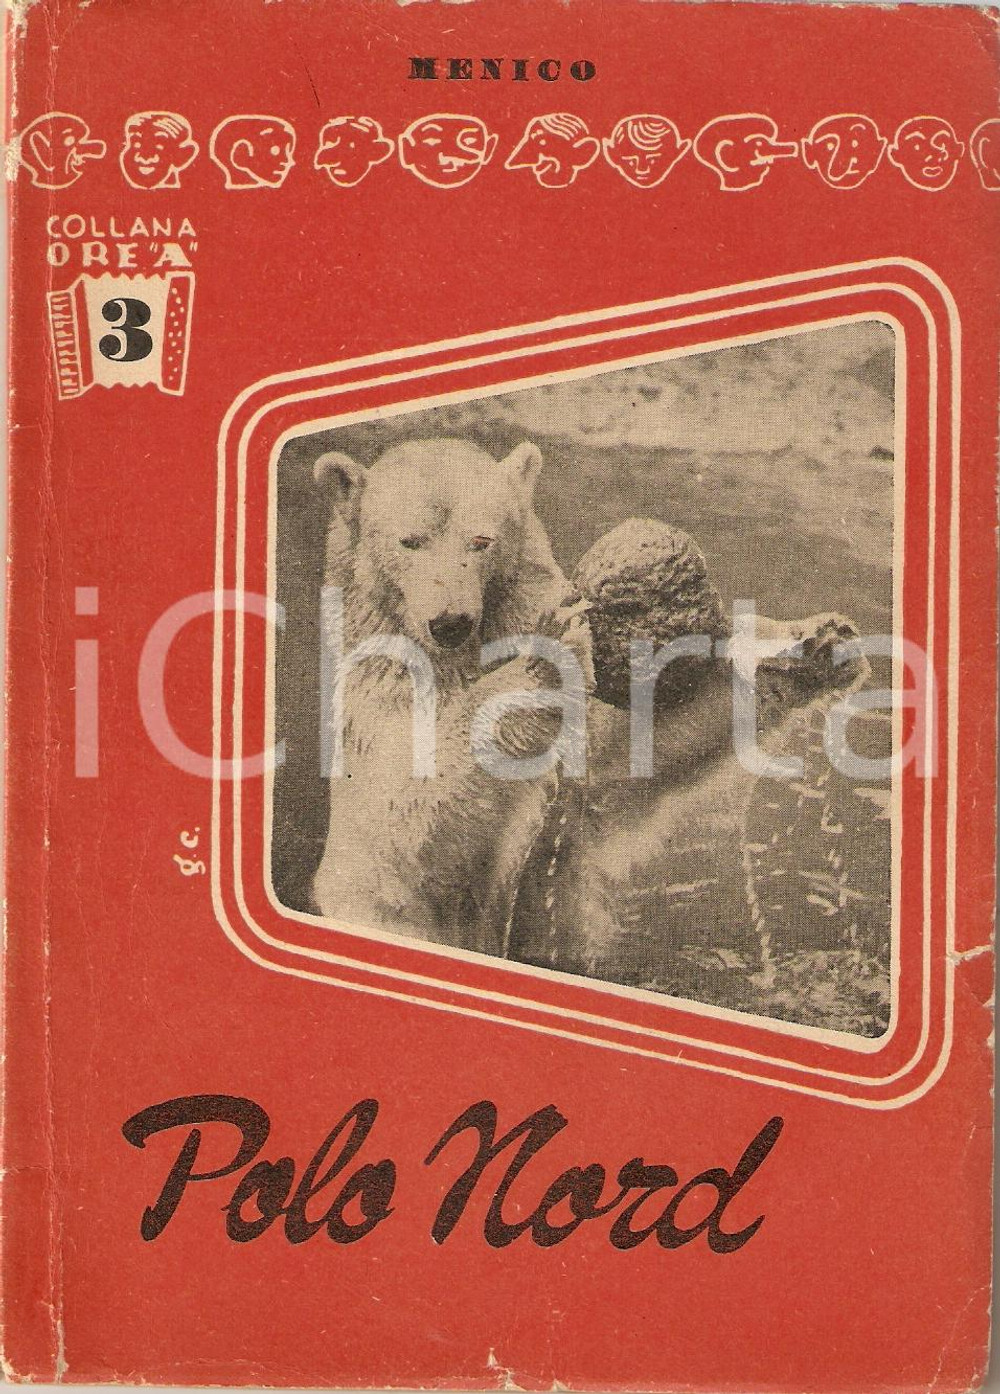 MENICO
COLLANA
ORE "A"
3
iCharta
g.c.
Polo Nord